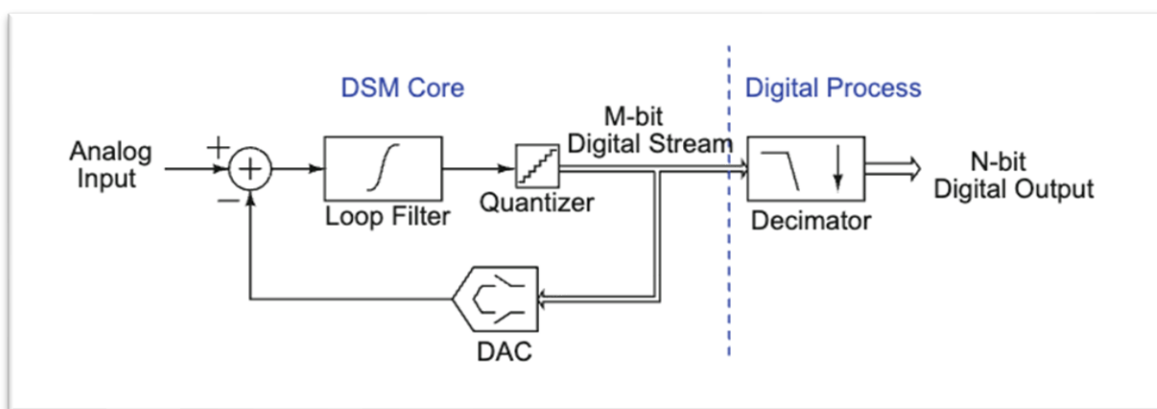 DSM Core
Digital Process
Analog
Input
+
−
+
Loop Filter
Quantizer
M-bit
Digital Stream
Decimator
N-bit
Digital Output
DAC